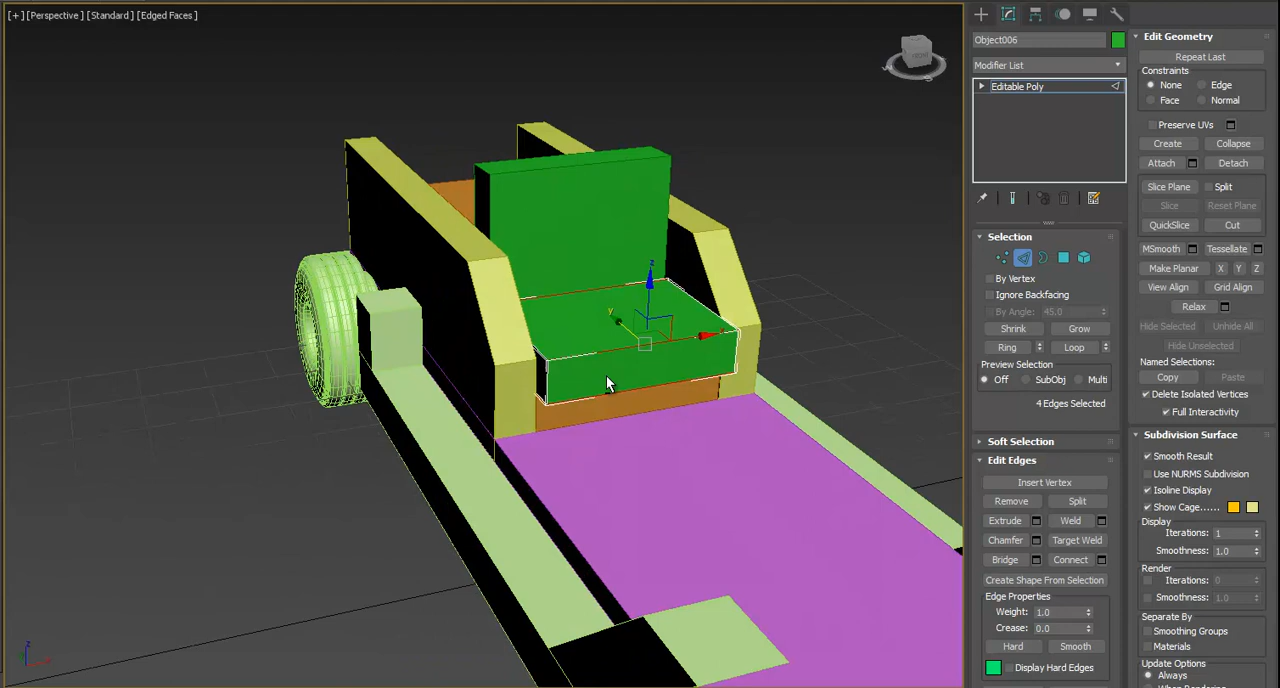 [+] [Perspective] [Standard] [Edged Faces]
z
y
x
z
Object006
Modifier List
Editable Poly
Selection
By Vertex
Ignore Backfacing
By Angle: 45.0
Shrink Grow
Ring Loop
Preview Selection
Off SubObj Multi
4 Edges Selected
Soft Selection
Edit Edges
Insert Vertex
Remove Split
Extrude Weld
Chamfer Target Weld
Bridge Connect
Create Shape From Selection
Edge Properties
Weight: 1.0
Crease: 0.0
Hard Smooth
Display Hard Edges
Edit Geometry
Repeat Last
Constraints
None Edge
Face Normal
Preserve UVs
Create Collapse
Attach Detach
Slice Plane Split
Slice Reset Plane
QuickSlice Cut
MSmooth Tessellate
Make Planar X Y Z
View Align Grid Align
Relax
Hide Selected Unhide All
Hide Unselected
Named Selections:
Copy Paste
Delete Isolated Vertices
Full Interactivity
Subdivision Surface
Smooth Result
Use NURMS Subdivision
Isoline Display
Show Cage......
Display
Iterations: 1
Smoothness: 1.0
Render
Iterations: 0
Smoothness: 1.0
Separate By
Smoothing Groups
Materials
Update Options
Always
When Rendering